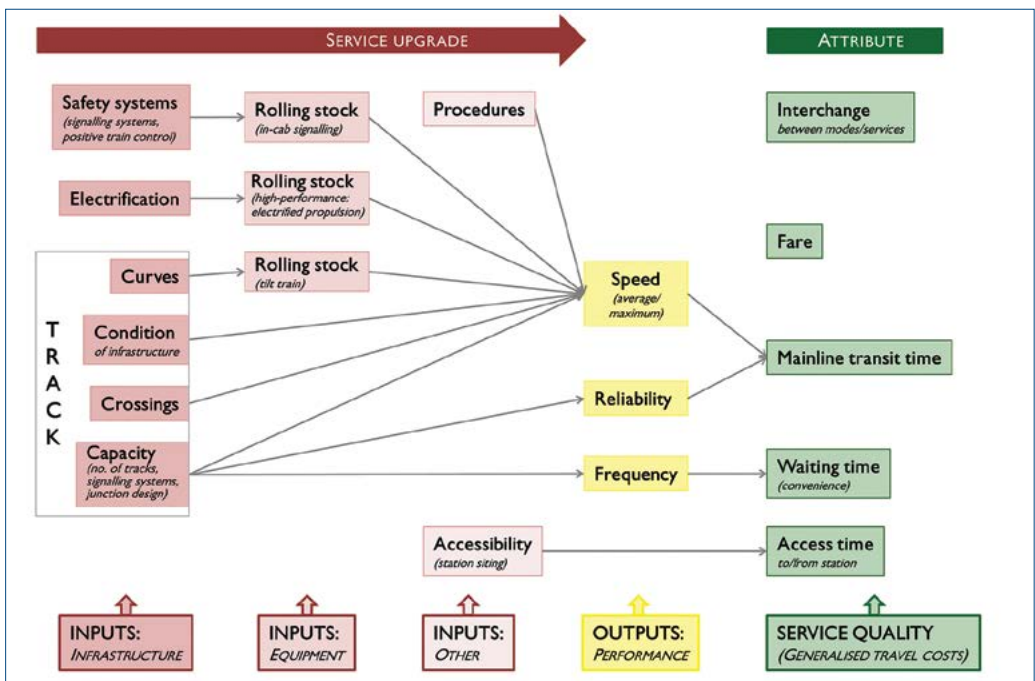 SERVICE UPGRADE
ATTRIBUTE
Safety systems
(signalling systems,
positive train control)
Rolling stock
(in-cab signalling)
Procedures
Interchange
between modes/services
Electrification
Rolling stock
(high-performance:
electrified propulsion)
Fare
TRACK
Curves
Rolling stock
(tilt train)
Speed
(average/
maximum)
Condition
of infrastructure
Mainline transit time
Crossings
Reliability
Capacity
(no. of tracks,
signalling systems,
junction design)
Frequency
Waiting time
(convenience)
Accessibility
(station siting)
Access time
to/from station
INPUTS:
INFRASTRUCTURE
INPUTS:
EQUIPMENT
INPUTS:
OTHER
OUTPUTS:
PERFORMANCE
SERVICE QUALITY
(GENERALISED TRAVEL COSTS)